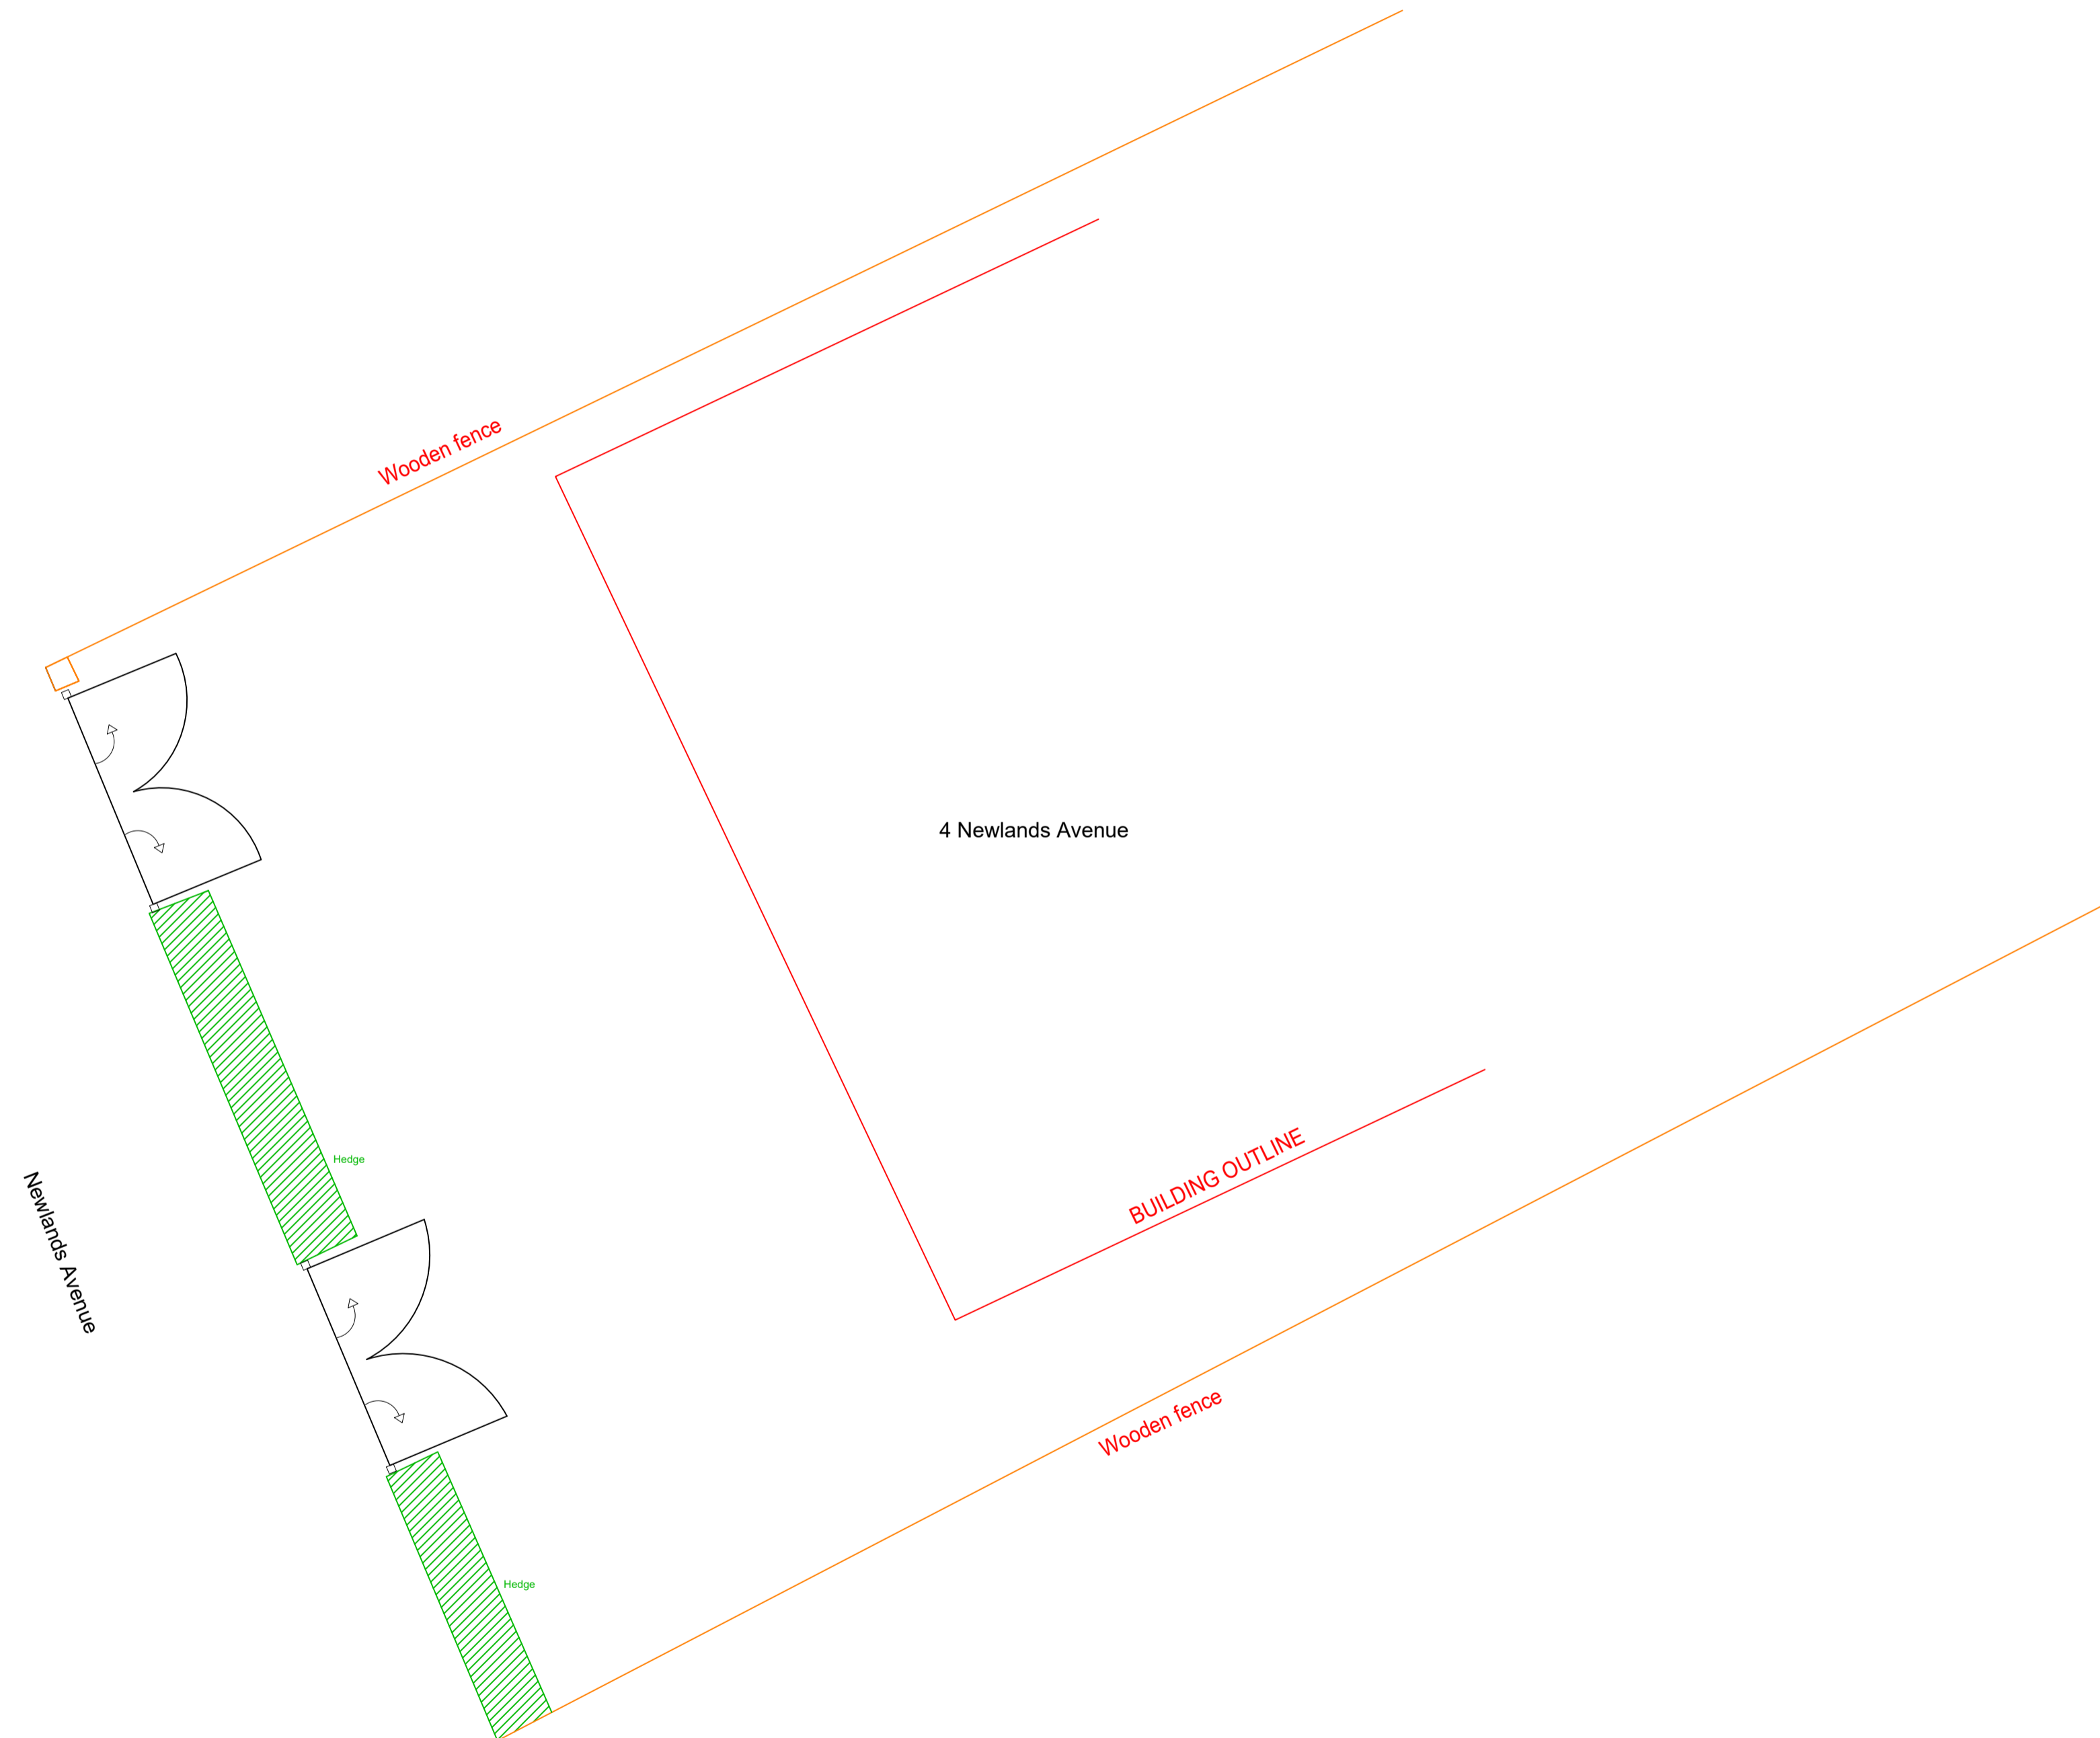 Wooden fence
4 Newlands Avenue
BUILDING OUTLINE
Hedge
Newlands Avenue
Wooden fence
Hedge